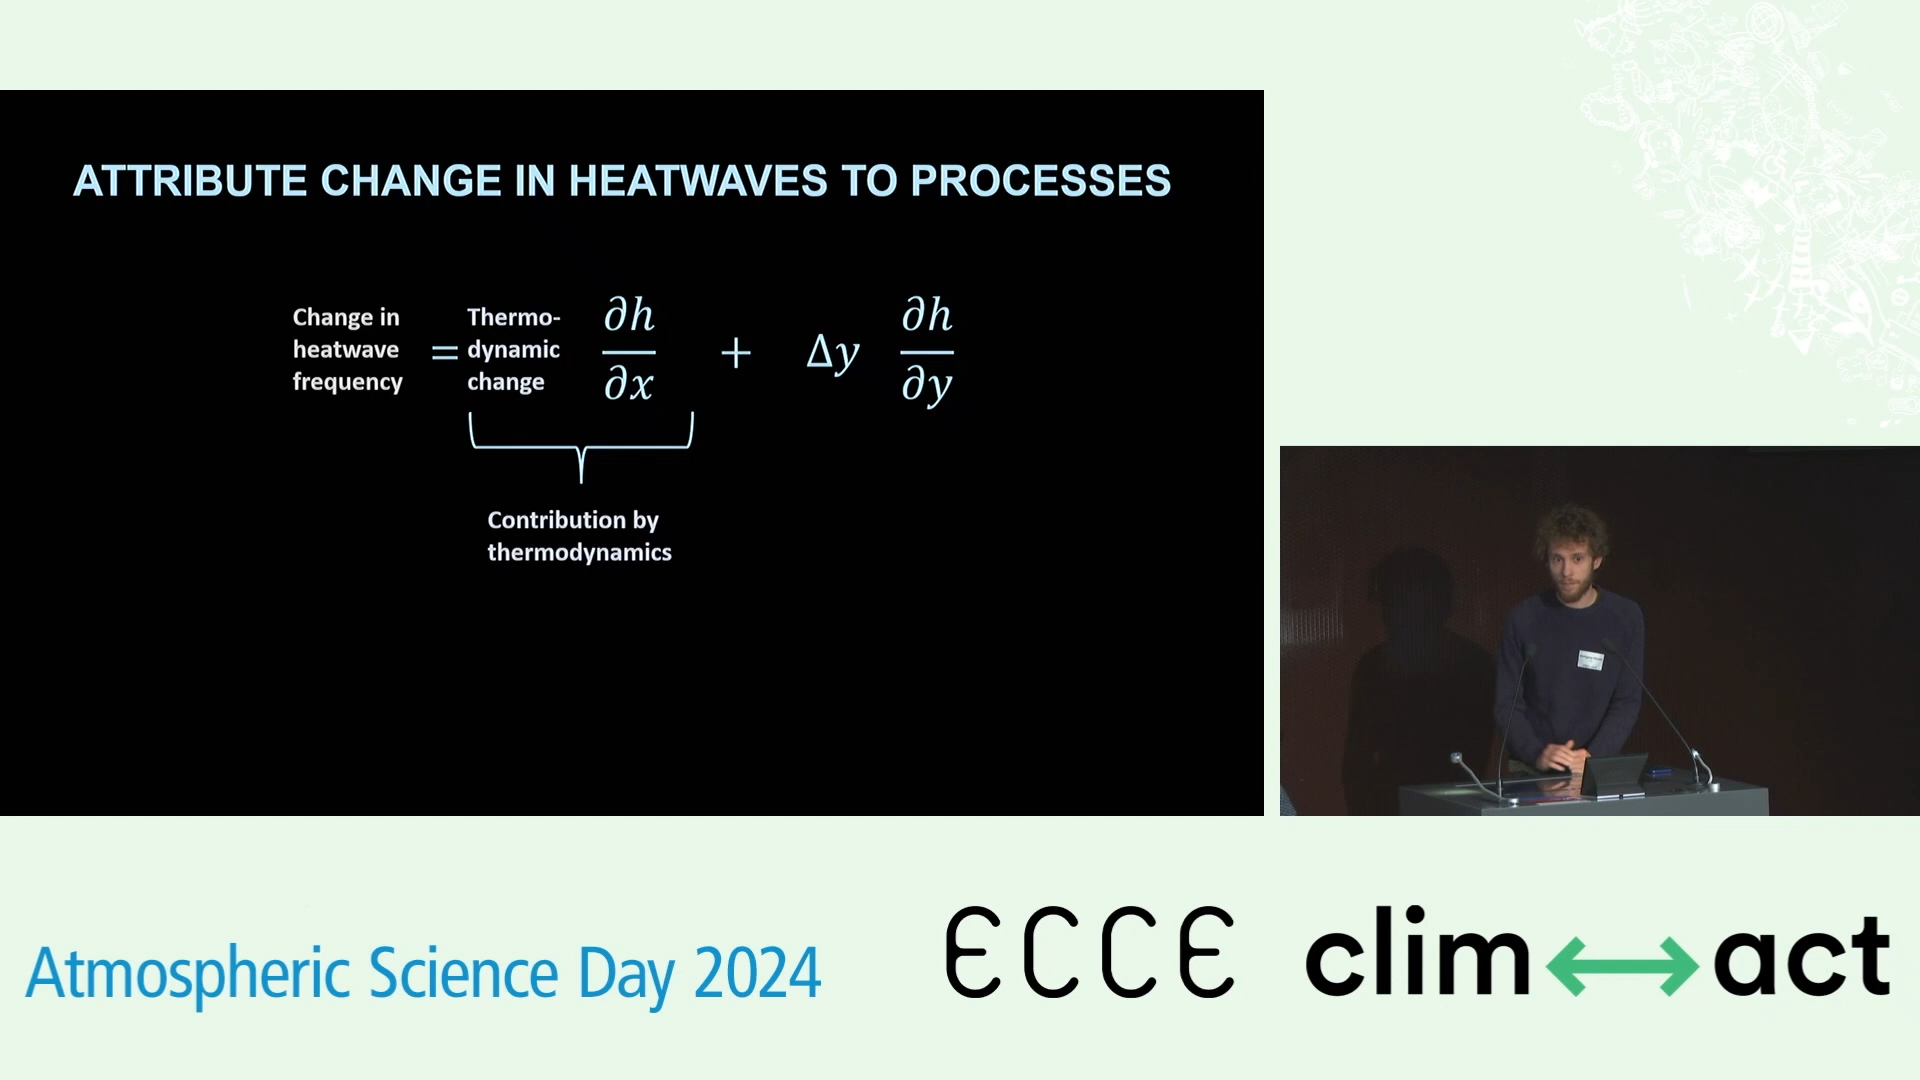 ATTRIBUTE CHANGE IN HEATWAVES TO PROCESSES
Change in
heatwave
frequency
=
Thermo-
dynamic
change
∂h
∂x
+
Δy
∂h
∂y
Contribution by
thermodynamics
Atmospheric Science Day 2024
ECCE
clim↔act